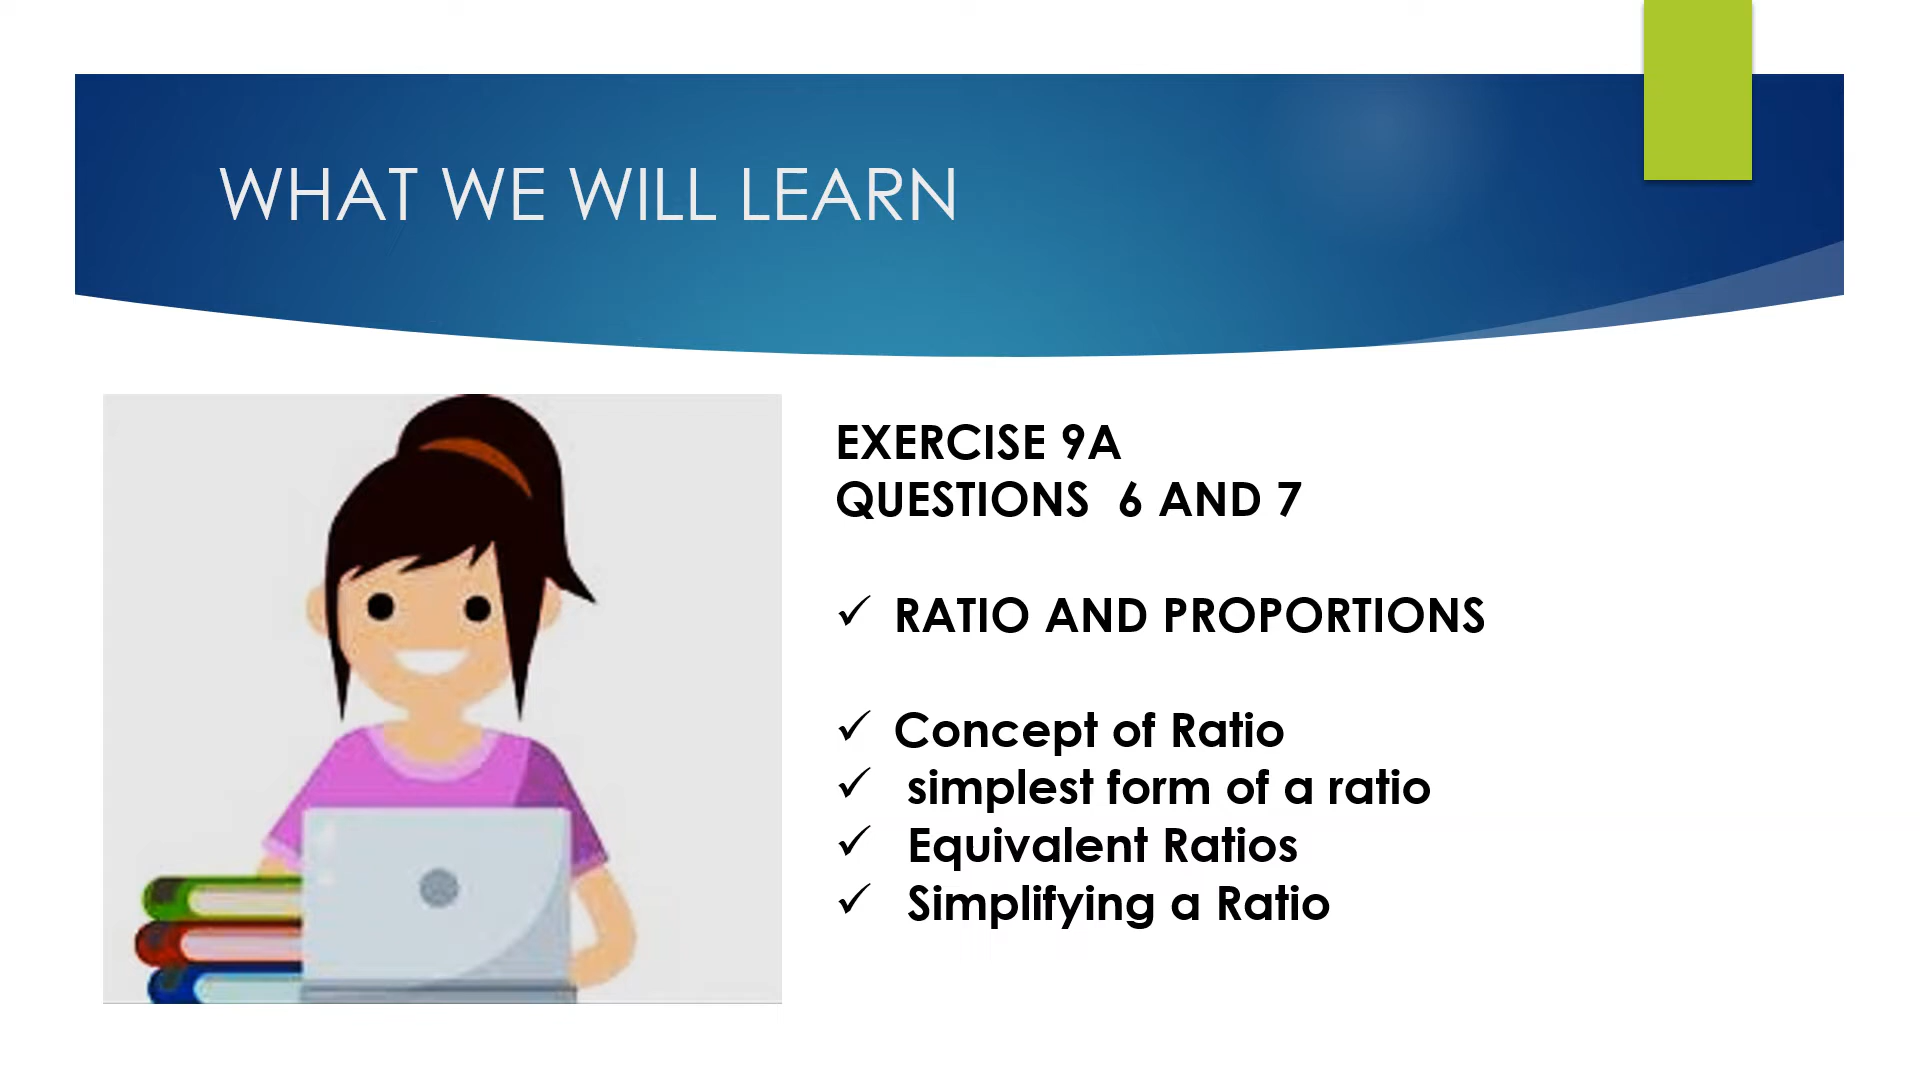 WHAT WE WILL LEARN
EXERCISE 9A
QUESTIONS 6 AND 7
✓ RATIO AND PROPORTIONS
✓ Concept of Ratio
✓ simplest form of a ratio
✓ Equivalent Ratios
✓ Simplifying a Ratio